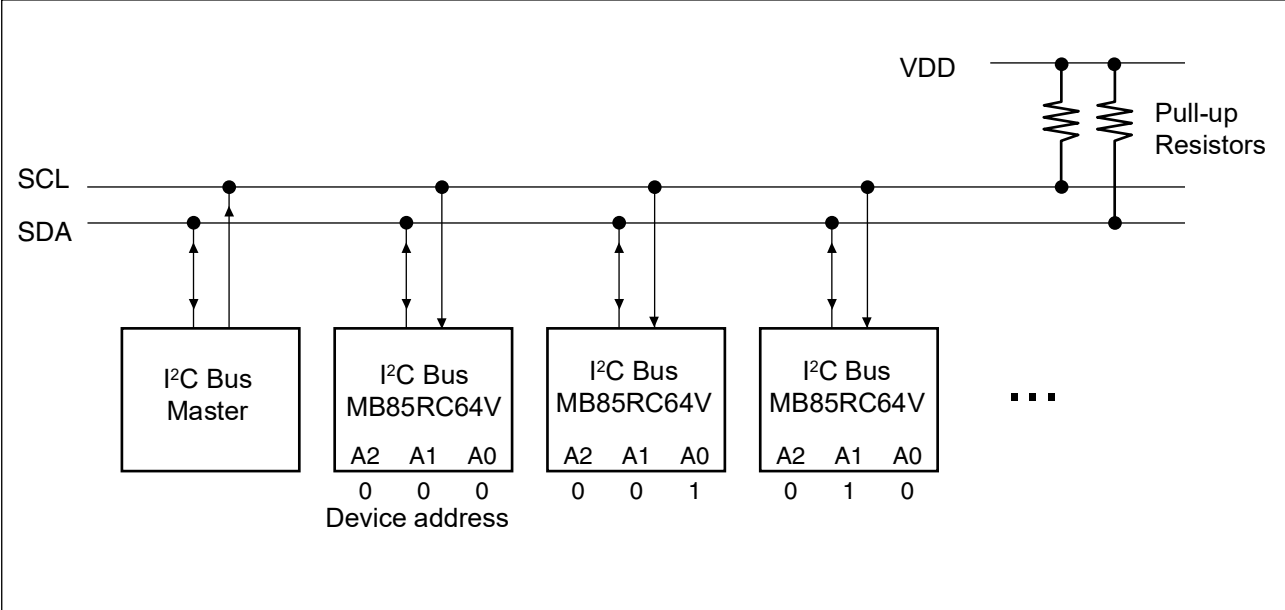 VDD
Pull-up
Resistors
SCL
SDA
I²C Bus
Master
I²C Bus
MB85RC64V
A2 A1 A0
0 0 0
Device address
I²C Bus
MB85RC64V
A2 A1 A0
0 0 1
I²C Bus
MB85RC64V
A2 A1 A0
0 1 0
...